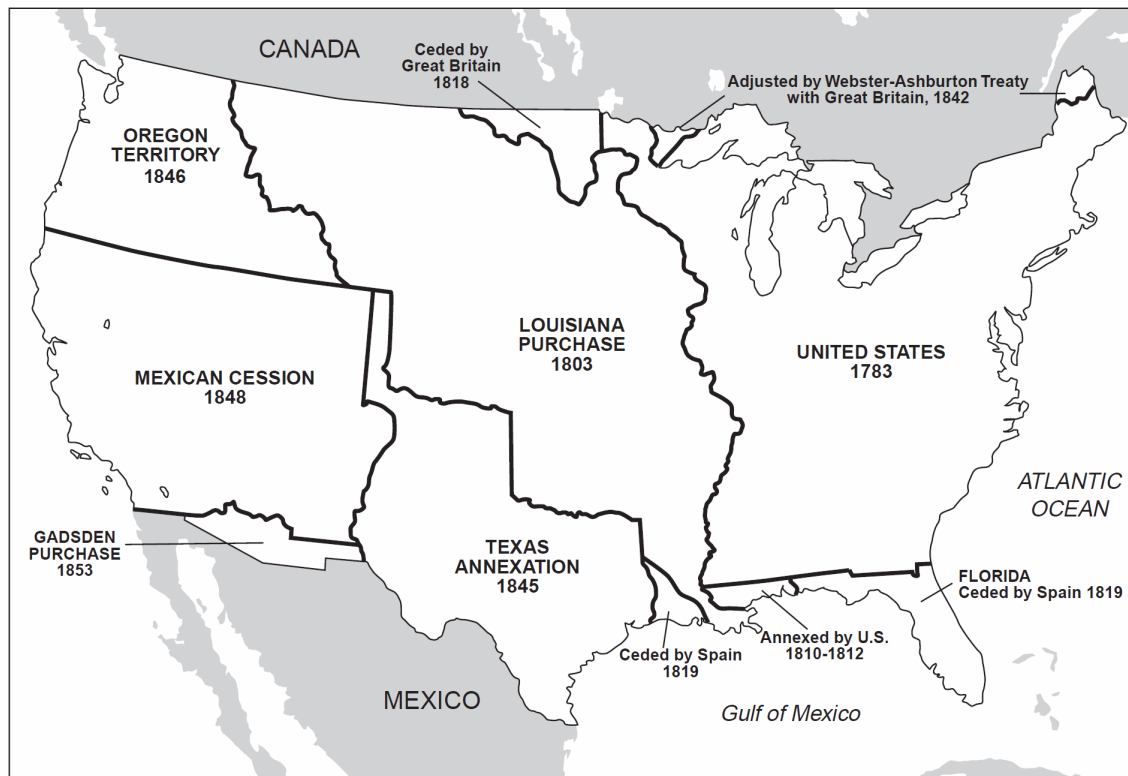 CANADA
Ceded by
Great Britain
1818
Adjusted by Webster-Ashburton Treaty
with Great Britain, 1842
OREGON
TERRITORY
1846
LOUISIANA
PURCHASE
1803
UNITED STATES
1783
MEXICAN CESSION
1848
ATLANTIC
OCEAN
GADSDEN
PURCHASE
1853
TEXAS
ANNEXATION
1845
FLORIDA
Ceded by Spain 1819
Annexed by U.S.
1810-1812
Ceded by Spain
1819
MEXICO
Gulf of Mexico